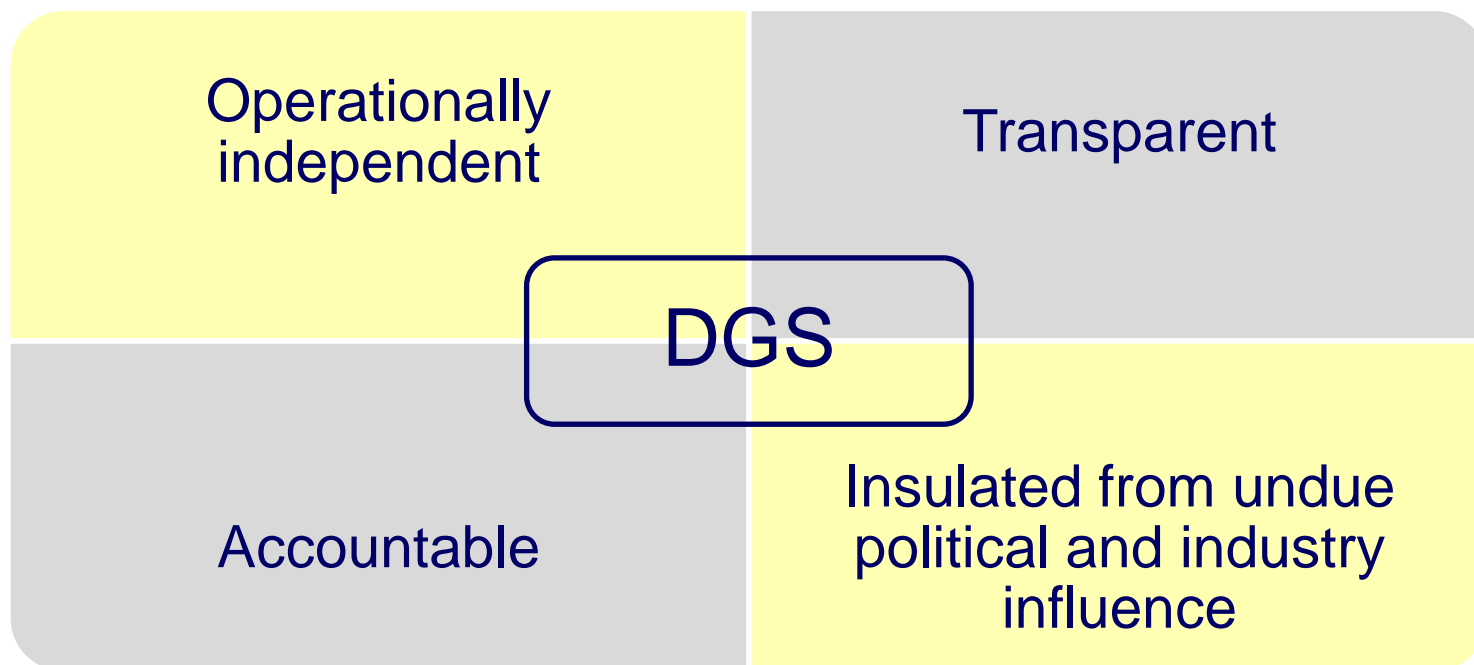 Operationally
independent
Transparent
DGS
Accountable
Insulated from undue
political and industry
influence